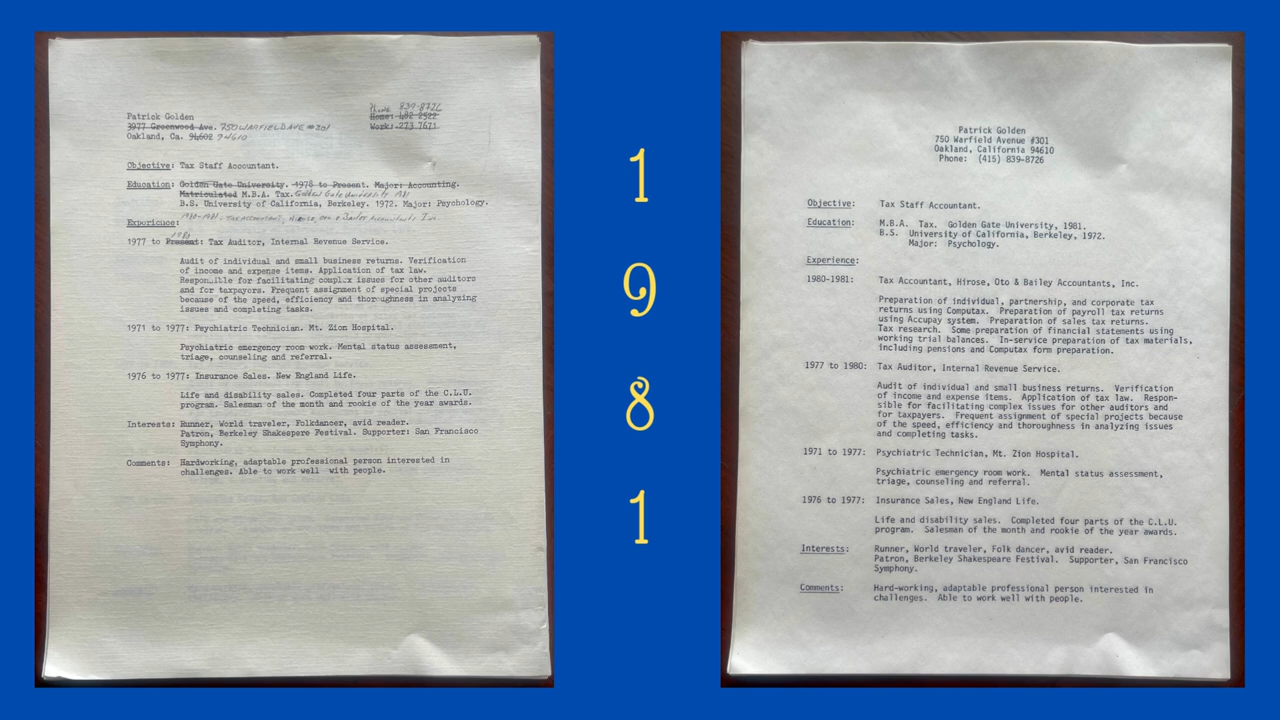 Patrick Golden
Phone 839-8726
Home: 482-2522
3977 Greenwood Ave. 750 WARFIELD AVE #301
Work: 273-7671
Oakland, Ca. 94602 94610
Objective: Tax Staff Accountant.
Education: Golden Gate University. 1978 to Present. Major: Accounting.
Matriculated M.B.A. Tax. Golden Gate University 1981
B.S. University of California, Berkeley. 1972. Major: Psychology.
1980-1981: TAX ACCOUNTANT, Hirose, Oto & Bailey Accountants Inc.
Experience:
1980
1977 to Present: Tax Auditor, Internal Revenue Service.
Audit of individual and small business returns. Verification
of income and expense items. Application of tax law.
Responsible for facilitating complex issues for other auditors
and for taxpayers. Frequent assignment of special projects
because of the speed, efficiency and thoroughness in analyzing
issues and completing tasks.
1971 to 1977: Psychiatric Technician. Mt. Zion Hospital.
Psychiatric emergency room work. Mental status assessment,
triage, counseling and referral.
1976 to 1977: Insurance Sales. New England Life.
Life and disability sales. Completed four parts of the C.L.U.
program. Salesman of the month and rookie of the year awards.
Interests: Runner, World traveler, Folkdancer, avid reader.
Patron, Berkeley Shakespere Festival. Supporter: San Francisco
Symphony.
Comments: Hardworking, adaptable professional person interested in
challenges. Able to work well with people.
1
9
8
1
Patrick Golden
750 Warfield Avenue #301
Oakland, California 94610
Phone: (415) 839-8726
Objective: Tax Staff Accountant.
Education: M.B.A. Tax. Golden Gate University, 1981.
B.S. University of California, Berkeley, 1972.
Major: Psychology.
Experience:
1980-1981: Tax Accountant, Hirose, Oto & Bailey Accountants, Inc.
Preparation of individual, partnership, and corporate tax
returns using Computax. Preparation of payroll tax returns
using Accupay system. Preparation of sales tax returns.
Tax research. Some preparation of financial statements using
working trial balances. In-service preparation of tax materials,
including pensions and Computax form preparation.
1977 to 1980: Tax Auditor, Internal Revenue Service.
Audit of individual and small business returns. Verification
of income and expense items. Application of tax law. Respon-
sible for facilitating complex issues for other auditors and
for taxpayers. Frequent assignment of special projects because
of the speed, efficiency and thoroughness in analyzing issues
and completing tasks.
1971 to 1977: Psychiatric Technician, Mt. Zion Hospital.
Psychiatric emergency room work. Mental status assessment,
triage, counseling and referral.
1976 to 1977: Insurance Sales, New England Life.
Life and disability sales. Completed four parts of the C.L.U.
program. Salesman of the month and rookie of the year awards.
Interests: Runner, World traveler, Folk dancer, avid reader.
Patron, Berkeley Shakespeare Festival. Supporter, San Francisco
Symphony.
Comments: Hard-working, adaptable professional person interested in
challenges. Able to work well with people.